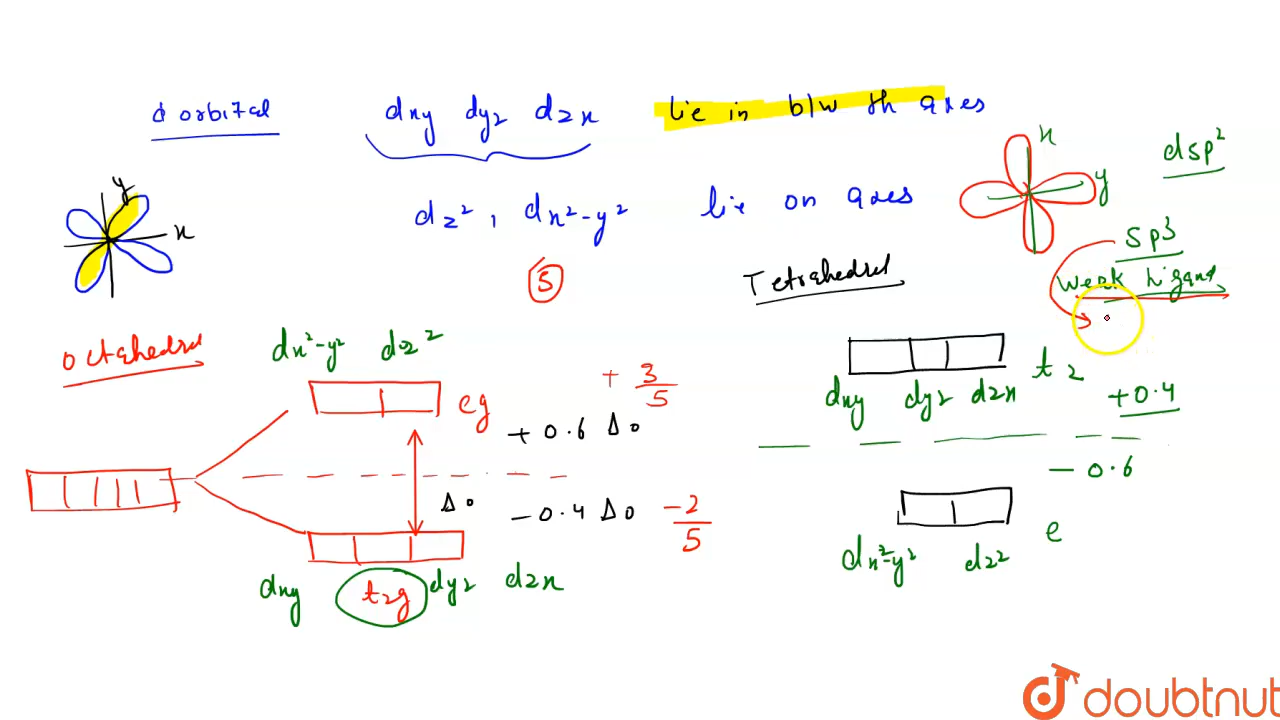 d orbital dxy dyz dzx lie in b/w th axes
x
y
dsp²
y
x
dz², dx²-y² lie on axes
sp3
5
Tetrahedral
weak ligand
Octahedral
dx²-y² dz²
eg
+ 3/5
+ 0.6 Δo
t2
dxy dyz dzx
+0.4
- 0.6
Δo
- 0.4 Δo
-2/5
e
dx²-y² dz²
dxy t2g dyz dzx
doubtnut